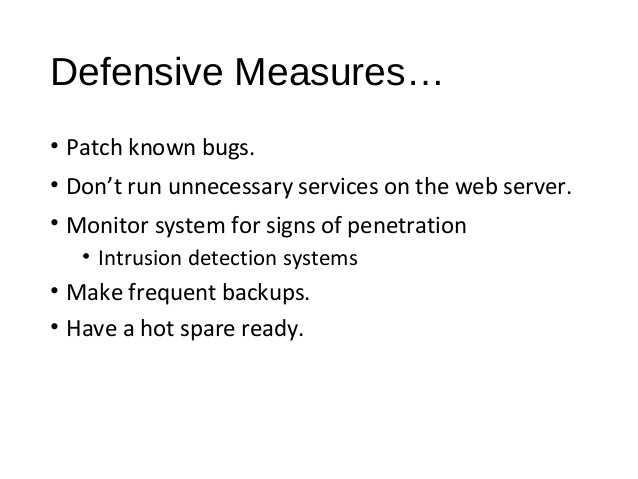 Defensive Measures…
• Patch known bugs.
• Don’t run unnecessary services on the web server.
• Monitor system for signs of penetration
• Intrusion detection systems
• Make frequent backups.
• Have a hot spare ready.